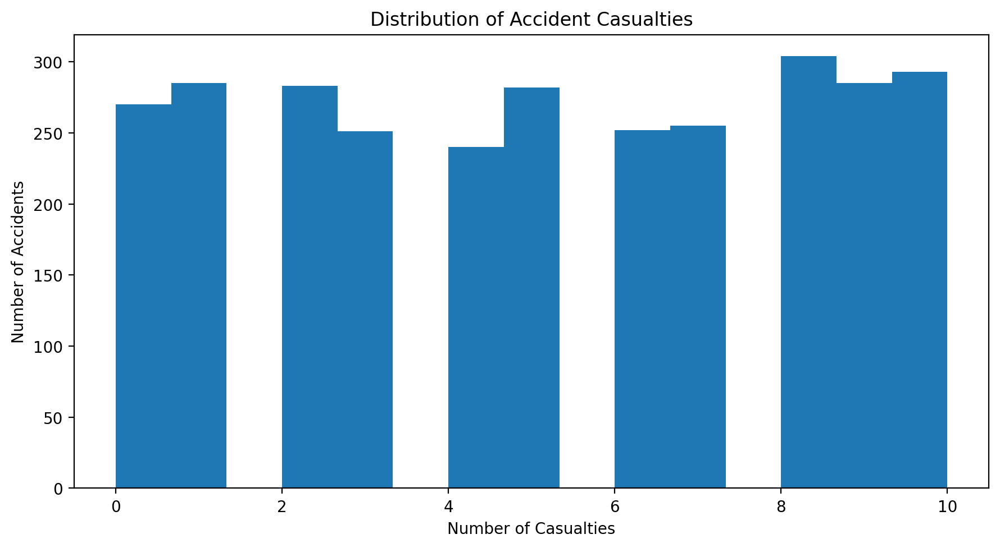 Distribution of Accident Casualties
300
250
200
150
100
50
0
Number of Accidents
0 2 4 6 8 10
Number of Casualties